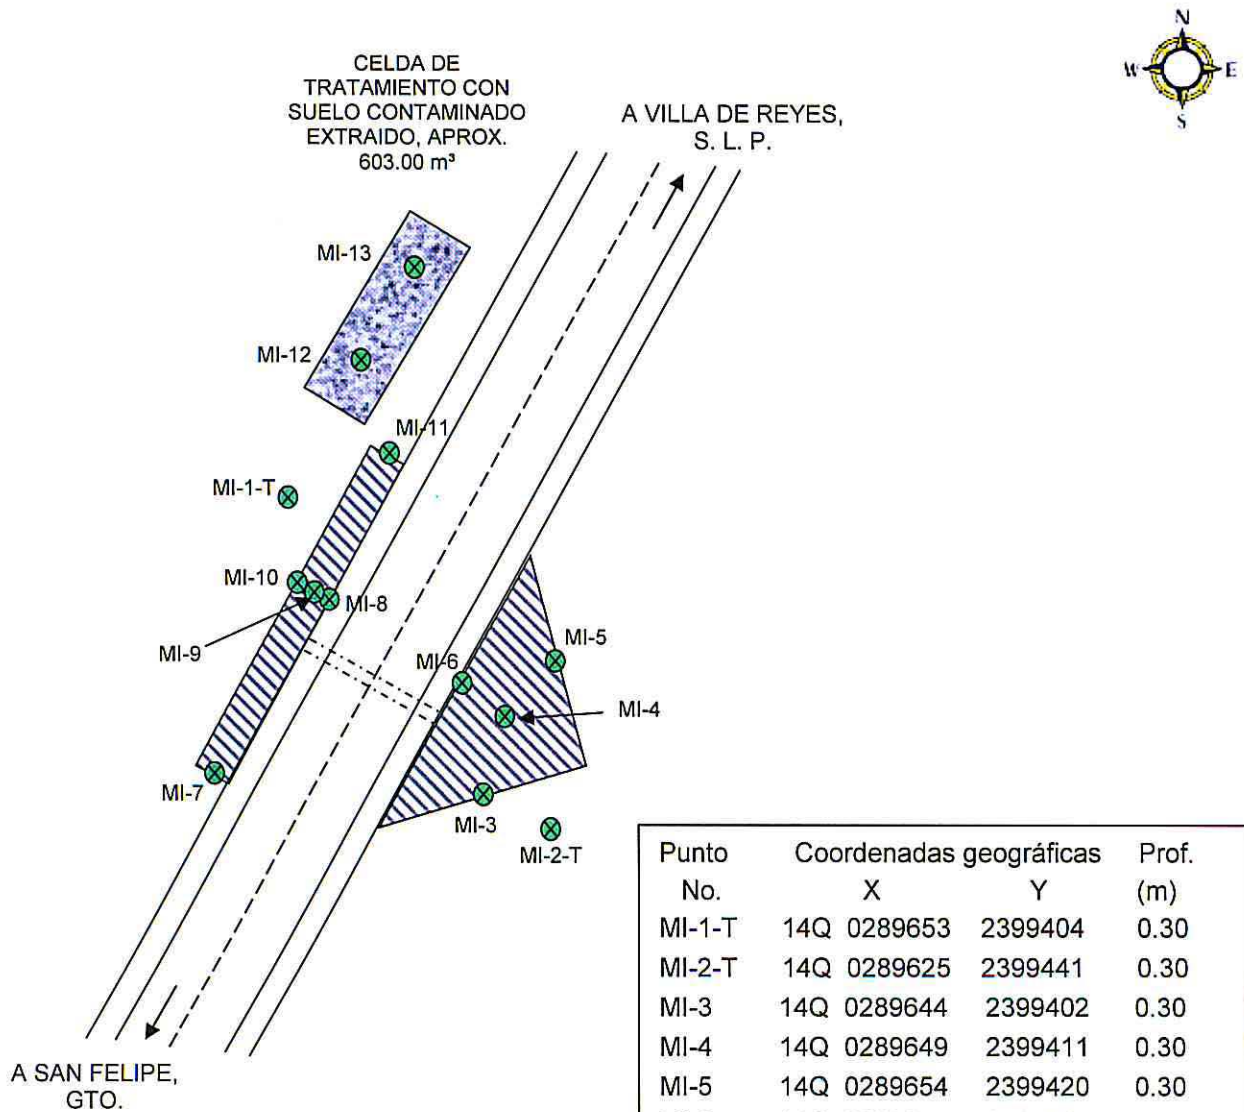 N
W E
S
CELDA DE
TRATAMIENTO CON
SUELO CONTAMINADO
EXTRAIDO, APROX.
603.00 m³
A VILLA DE REYES,
S. L. P.
MI-13
MI-12
MI-11
MI-1-T
MI-10
MI-8
MI-9
MI-5
MI-6
MI-4
MI-7
MI-3
MI-2-T
A SAN FELIPE,
GTO.
Punto Coordenadas geográficas Prof.
No. X Y (m)
MI-1-T 14Q 0289653 2399404 0.30
MI-2-T 14Q 0289625 2399441 0.30
MI-3 14Q 0289644 2399402 0.30
MI-4 14Q 0289649 2399411 0.30
MI-5 14Q 0289654 2399420 0.30